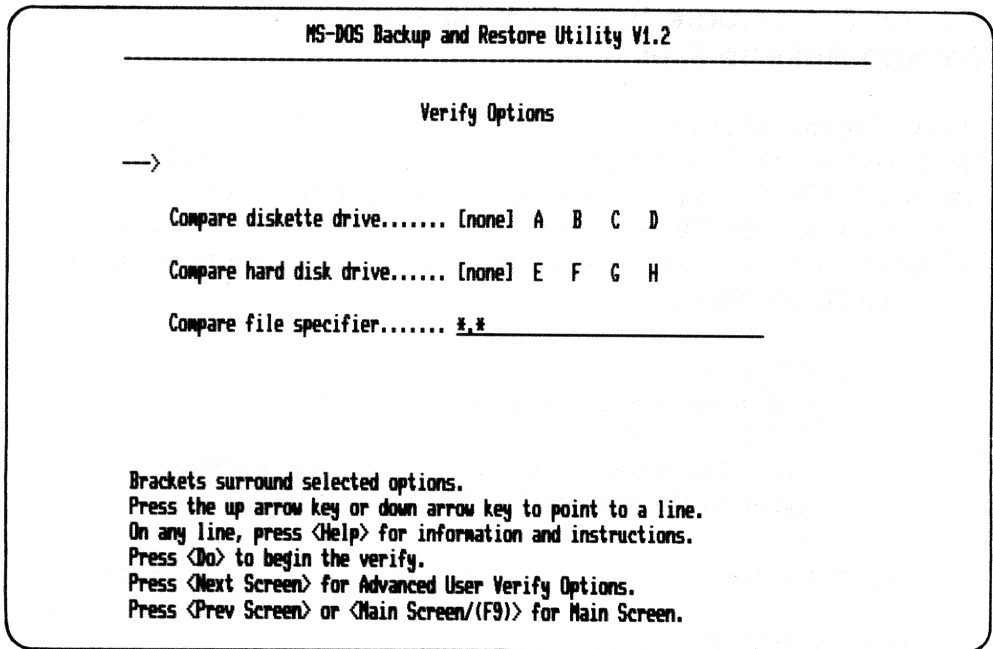 MS-DOS Backup and Restore Utility V1.2
Verify Options
—>
Compare diskette drive....... [none] A B C D
Compare hard disk drive...... [none] E F G H
Compare file specifier....... *.*
Brackets surround selected options.
Press the up arrow key or down arrow key to point to a line.
On any line, press <Help> for information and instructions.
Press <Do> to begin the verify.
Press <Next Screen> for Advanced User Verify Options.
Press <Prev Screen> or <Main Screen/(F9)> for Main Screen.